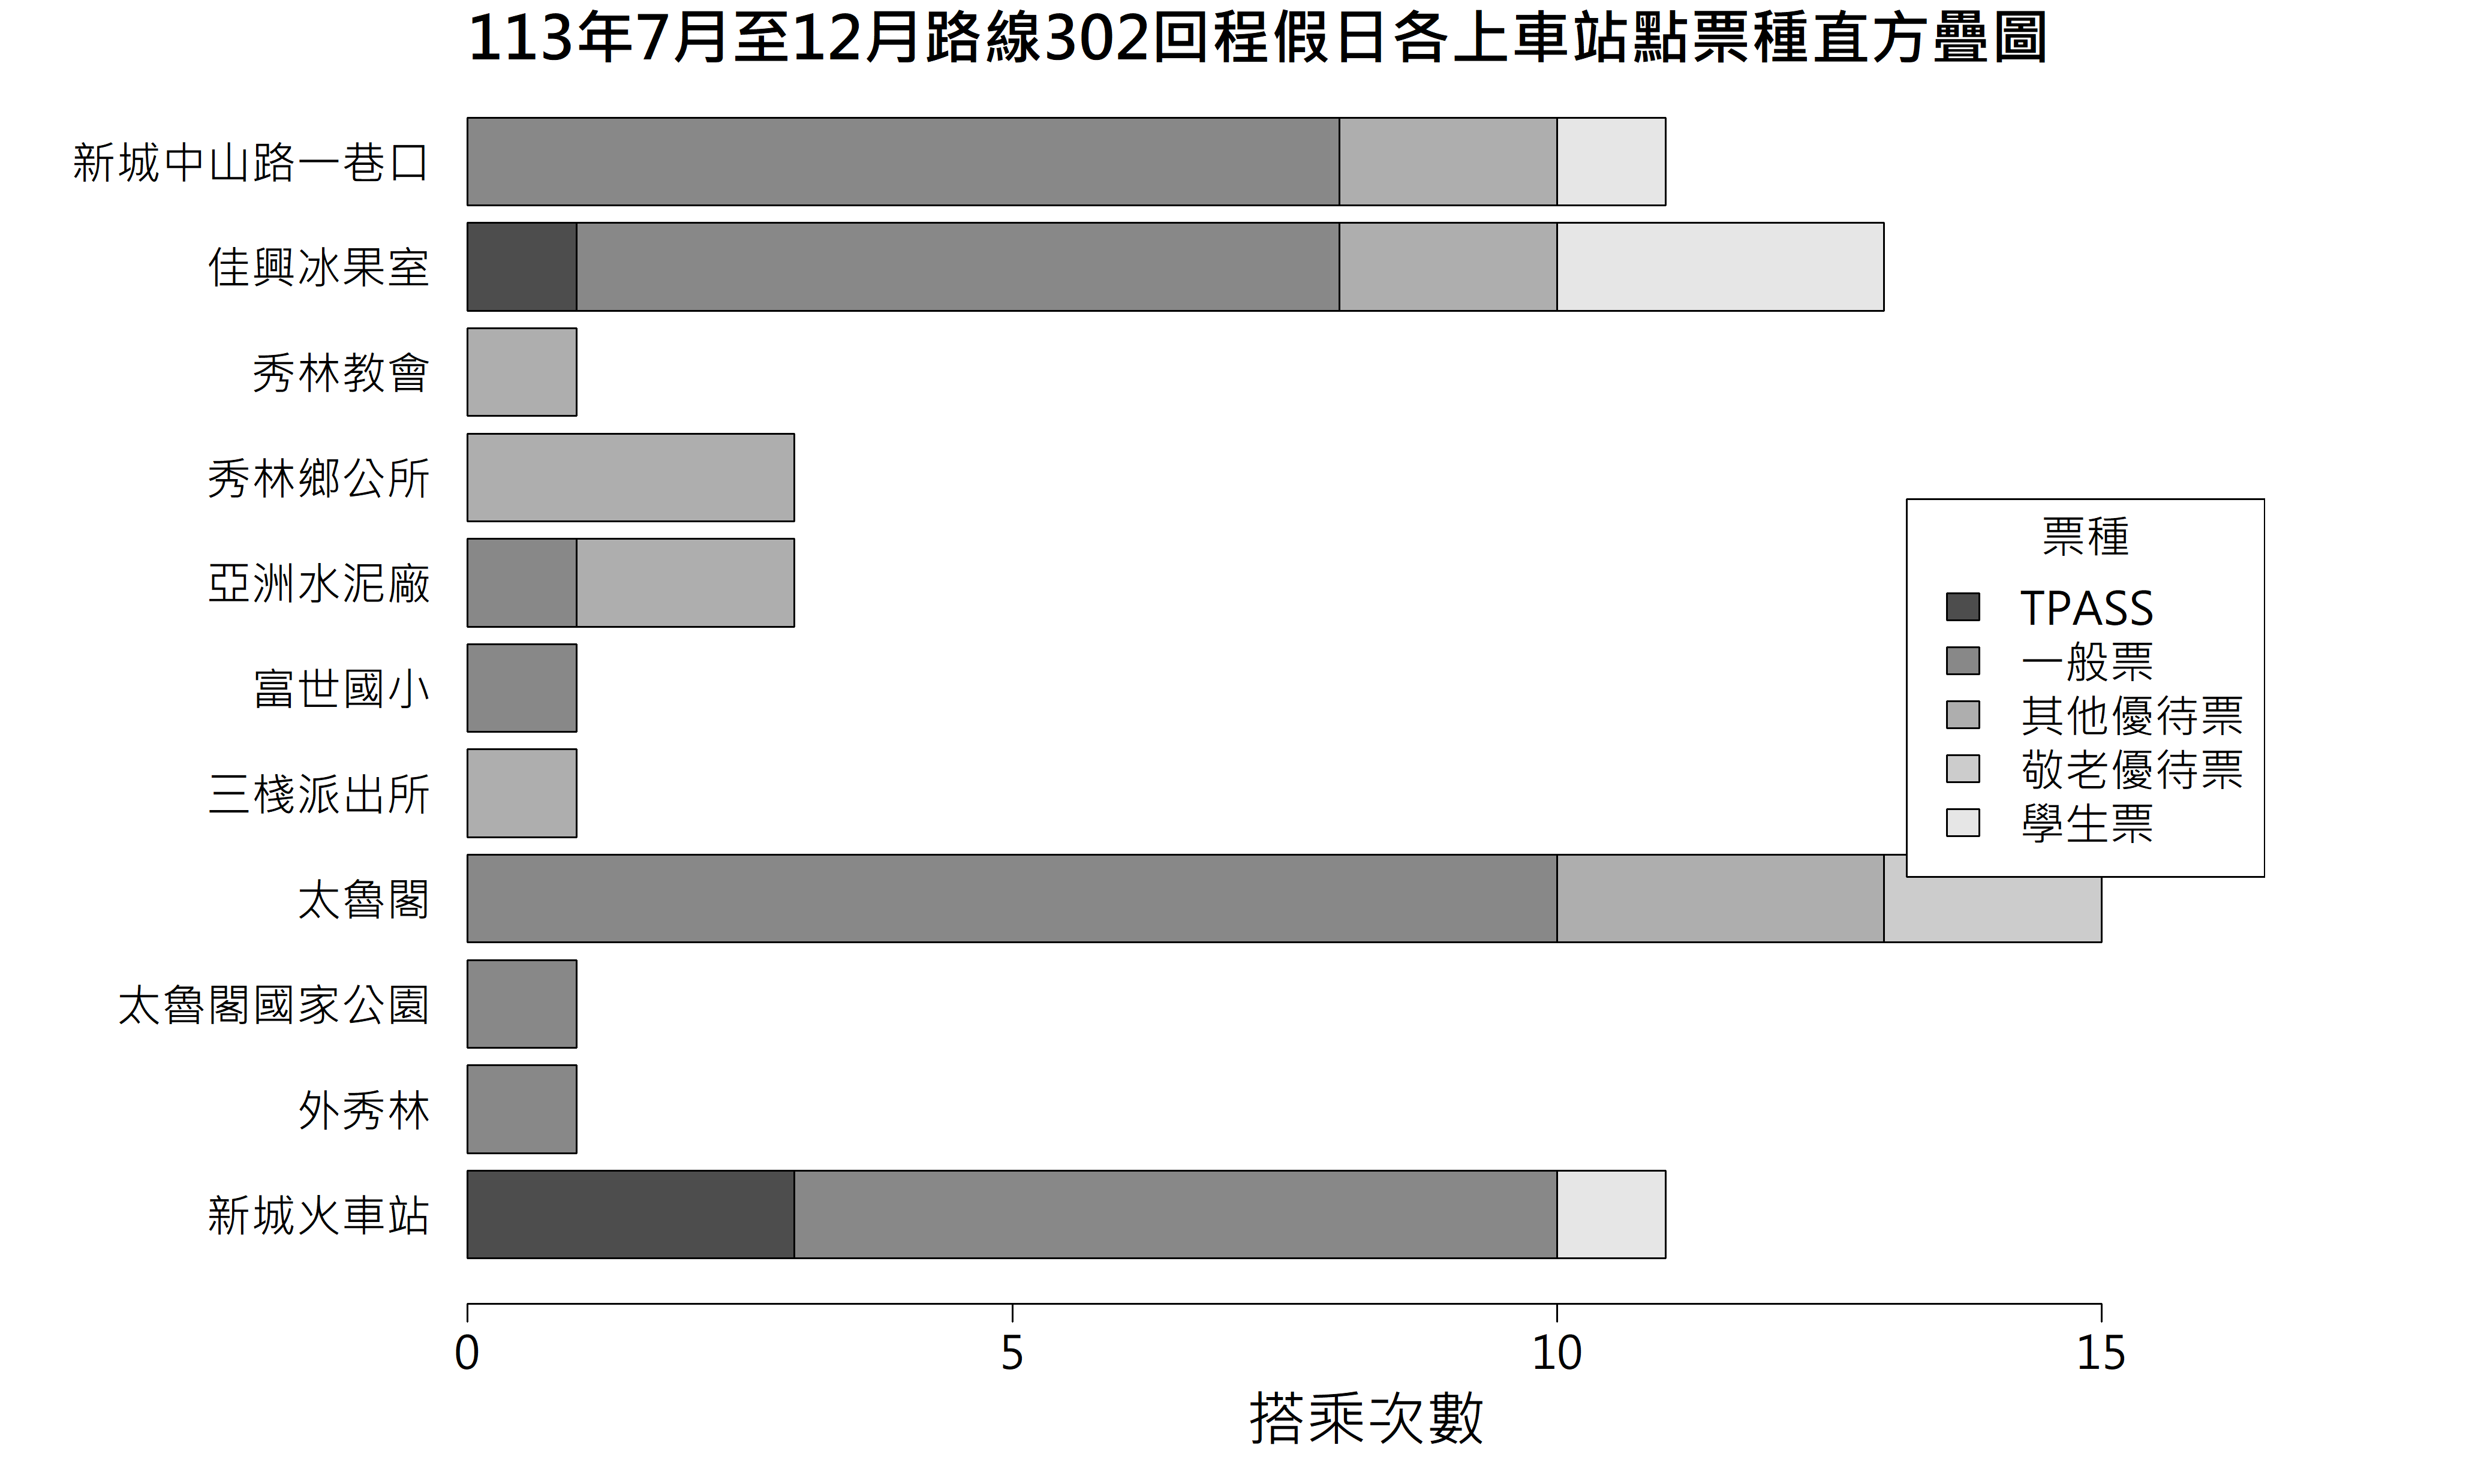 113年7月至12月路線302回程假日各上車站點票種直方疊圖
新城中山路一巷口
佳興冰果室
秀林教會
秀林鄉公所
亞洲水泥廠
富世國小
三棧派出所
太魯閣
太魯閣國家公園
外秀林
新城火車站
票種
TPASS
一般票
其他優待票
敬老優待票
學生票
0 5 10 15
搭乘次數